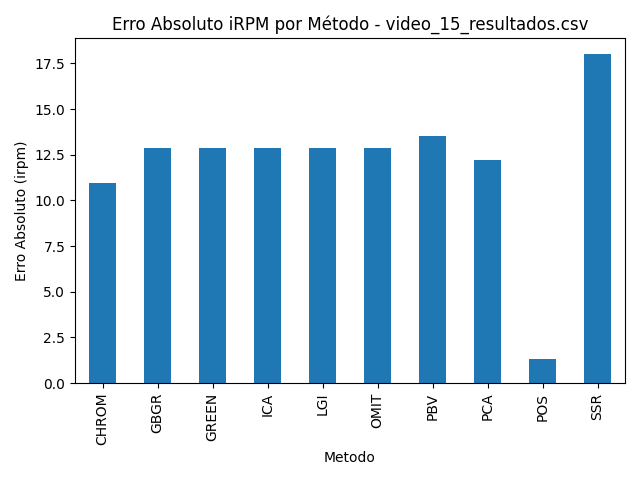 Erro Absoluto iRPM por Método - video_15_resultados.csv
17.5
15.0
12.5
10.0
7.5
5.0
2.5
0.0
Erro Absoluto (irpm)
CHROM
GBGR
GREEN
ICA
LGI
OMIT
PBV
PCA
POS
SSR
Metodo